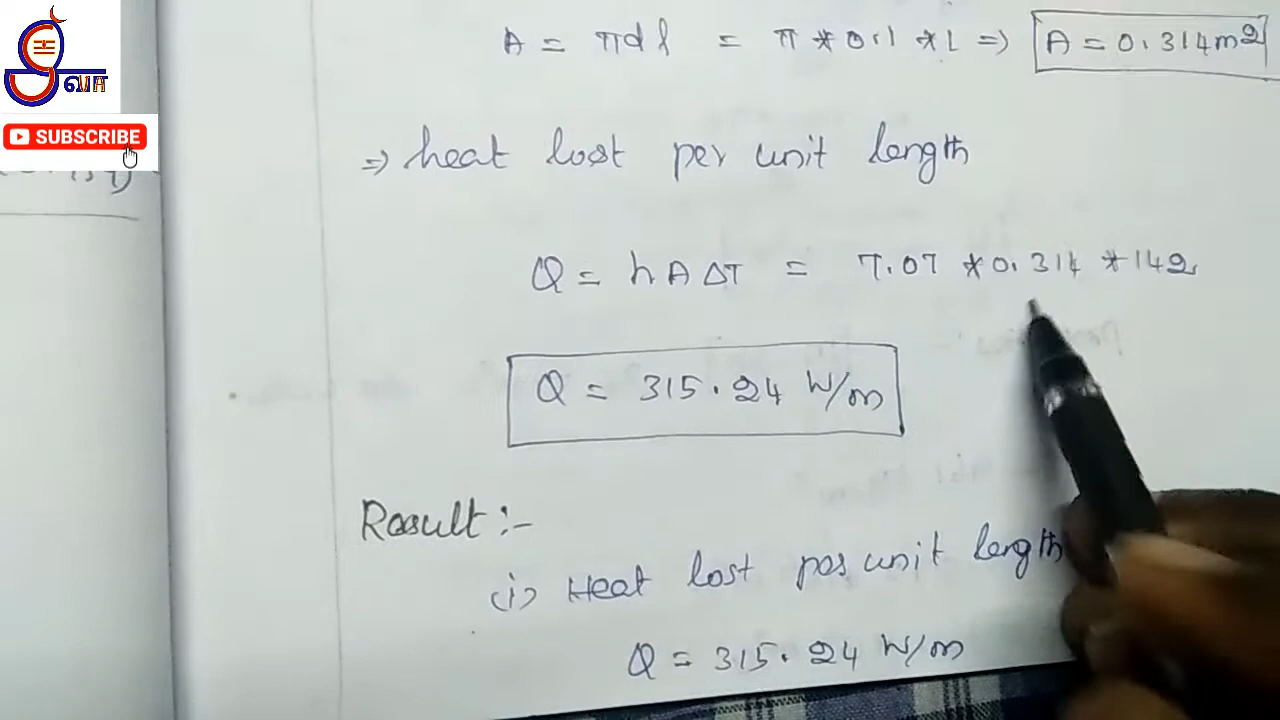 சிவா
SUBSCRIBE
A = πdl = π * 0.1 * 1 => A = 0.314m²
=> heat lost per unit length
Q = h A ΔT = 7.07 * 0.314 * 142
Q = 315.24 W/m
Result :-
(i) Heat lost per unit length
Q = 315.24 W/m